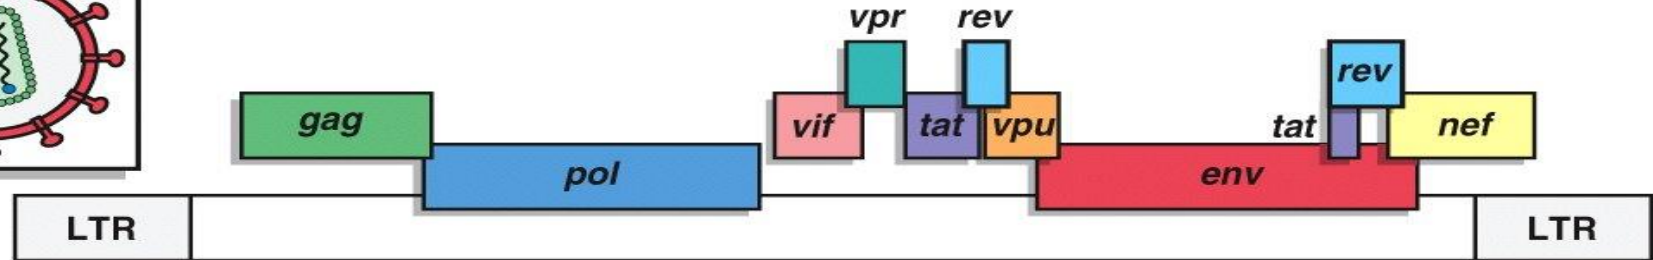 vpr rev
rev
gag vif tat vpu tat nef
pol env
LTR LTR